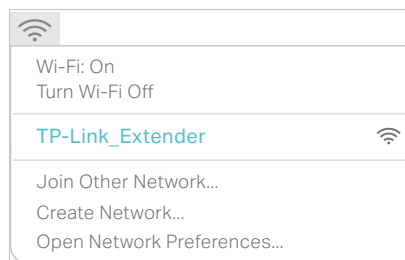 Wi-Fi: On
Turn Wi-Fi Off
TP-Link_Extender
Join Other Network...
Create Network...
Open Network Preferences...